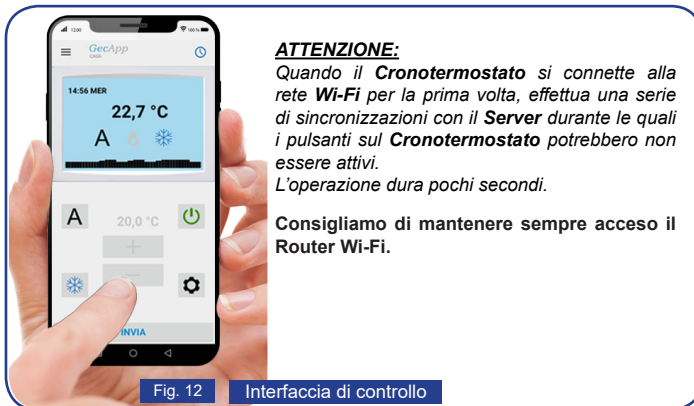 12:00
100 %
GecApp
CASA
14:56 MER
22,7 °C
A
A
20,0 °C
+
−
INVIA
ATTENZIONE:
Quando il Cronotermostato si connette alla
rete Wi-Fi per la prima volta, effettua una serie
di sincronizzazioni con il Server durante le quali
i pulsanti sul Cronotermostato potrebbero non
essere attivi.
L'operazione dura pochi secondi.
Consigliamo di mantenere sempre acceso il
Router Wi-Fi.
Fig. 12
Interfaccia di controllo